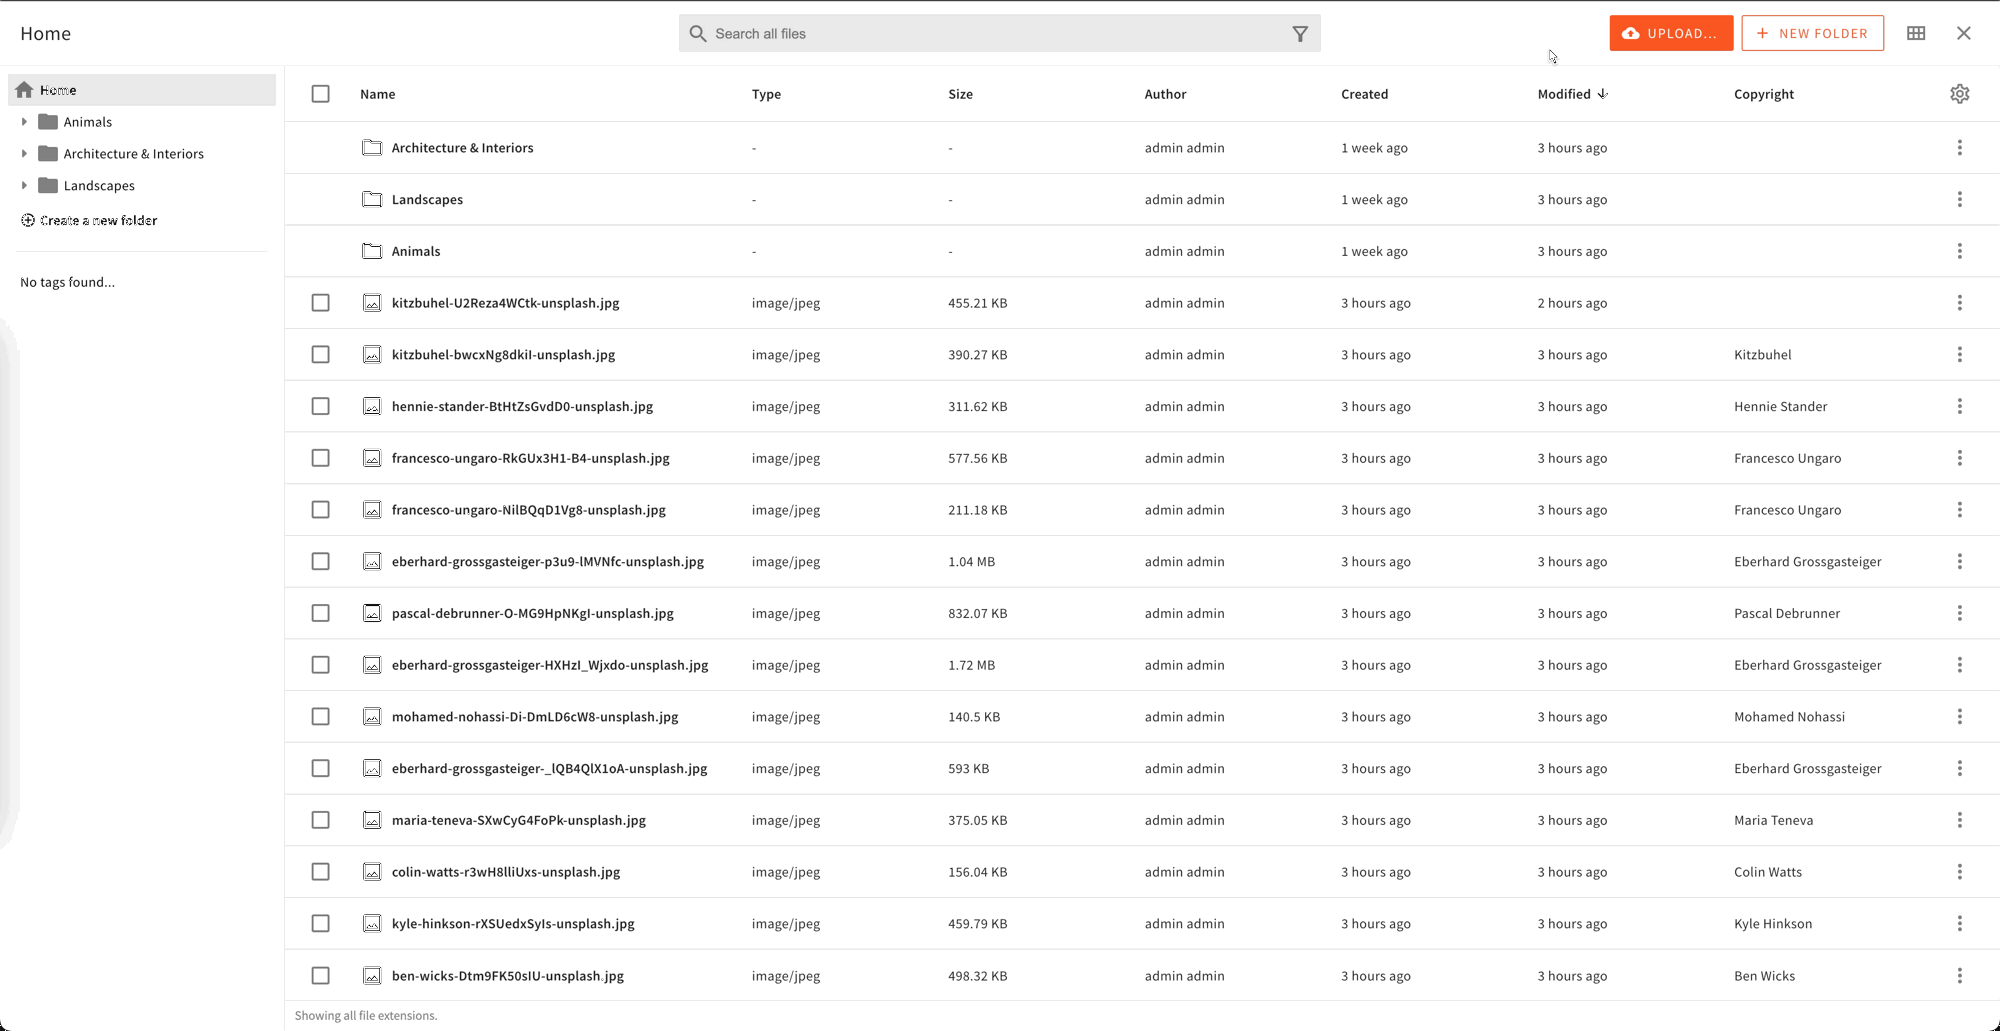 Home
Search all files
UPLOAD...
NEW FOLDER
Home
Animals
Architecture & Interiors
Landscapes
Create a new folder
No tags found...
Name Type Size Author Created Modified Copyright
Architecture & Interiors - - admin admin 1 week ago 3 hours ago
Landscapes - - admin admin 1 week ago 3 hours ago
Animals - - admin admin 1 week ago 3 hours ago
kitzbuhel-U2Reza4WCtk-unsplash.jpg image/jpeg 455.21 KB admin admin 3 hours ago 2 hours ago
kitzbuhel-bwcxNg8dkiI-unsplash.jpg image/jpeg 390.27 KB admin admin 3 hours ago 3 hours ago Kitzbuhel
hennie-stander-BtHtZsGvdD0-unsplash.jpg image/jpeg 311.62 KB admin admin 3 hours ago 3 hours ago Hennie Stander
francesco-ungaro-RkGUx3H1-B4-unsplash.jpg image/jpeg 577.56 KB admin admin 3 hours ago 3 hours ago Francesco Ungaro
francesco-ungaro-NilBQqD1Vg8-unsplash.jpg image/jpeg 211.18 KB admin admin 3 hours ago 3 hours ago Francesco Ungaro
eberhard-grossgasteiger-p3u9-lMVNfc-unsplash.jpg image/jpeg 1.04 MB admin admin 3 hours ago 3 hours ago Eberhard Grossgasteiger
pascal-debrunner-O-MG9HpNKgI-unsplash.jpg image/jpeg 832.07 KB admin admin 3 hours ago 3 hours ago Pascal Debrunner
eberhard-grossgasteiger-HXHzI_Wjxdo-unsplash.jpg image/jpeg 1.72 MB admin admin 3 hours ago 3 hours ago Eberhard Grossgasteiger
mohamed-nohassi-Di-DmLD6cW8-unsplash.jpg image/jpeg 140.5 KB admin admin 3 hours ago 3 hours ago Mohamed Nohassi
eberhard-grossgasteiger-_lQB4QlX1oA-unsplash.jpg image/jpeg 593 KB admin admin 3 hours ago 3 hours ago Eberhard Grossgasteiger
maria-teneva-SXwCyG4FoPk-unsplash.jpg image/jpeg 375.05 KB admin admin 3 hours ago 3 hours ago Maria Teneva
colin-watts-r3wH8lliUxs-unsplash.jpg image/jpeg 156.04 KB admin admin 3 hours ago 3 hours ago Colin Watts
kyle-hinkson-rXSUedxSyIs-unsplash.jpg image/jpeg 459.79 KB admin admin 3 hours ago 3 hours ago Kyle Hinkson
ben-wicks-Dtm9FK50sIU-unsplash.jpg image/jpeg 498.32 KB admin admin 3 hours ago 3 hours ago Ben Wicks
Showing all file extensions.